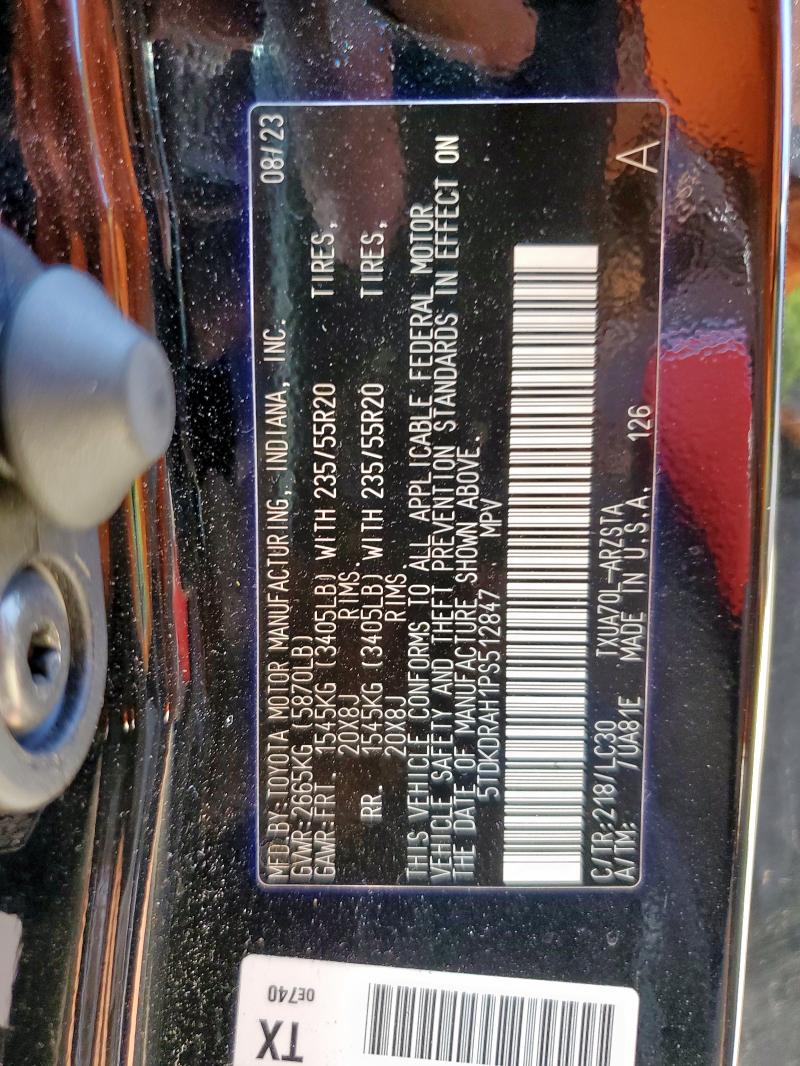 MFD BY:TOYOTA MOTOR MANUFACTURING, INDIANA, INC. 08/23
GVWR:2665KG (5870LB)
GAWR:FRT. 1545KG (3405LB) WITH 235/55R20 TIRES,
20X8J RIMS.
RR. 1545KG (3405LB) WITH 235/55R20 TIRES,
20X8J RIMS
THIS VEHICLE CONFORMS TO ALL APPLICABLE FEDERAL MOTOR
VEHICLE SAFETY AND THEFT PREVENTION STANDARDS IN EFFECT ON
THE DATE OF MANUFACTURE SHOWN ABOVE.
5TDKDRAH1PS512847 MPV
C/TR:218/LC30 TXUA70L-ARZSTA
A/TM: /UA81E MADE IN U.S.A. 126 A
TX
0E740